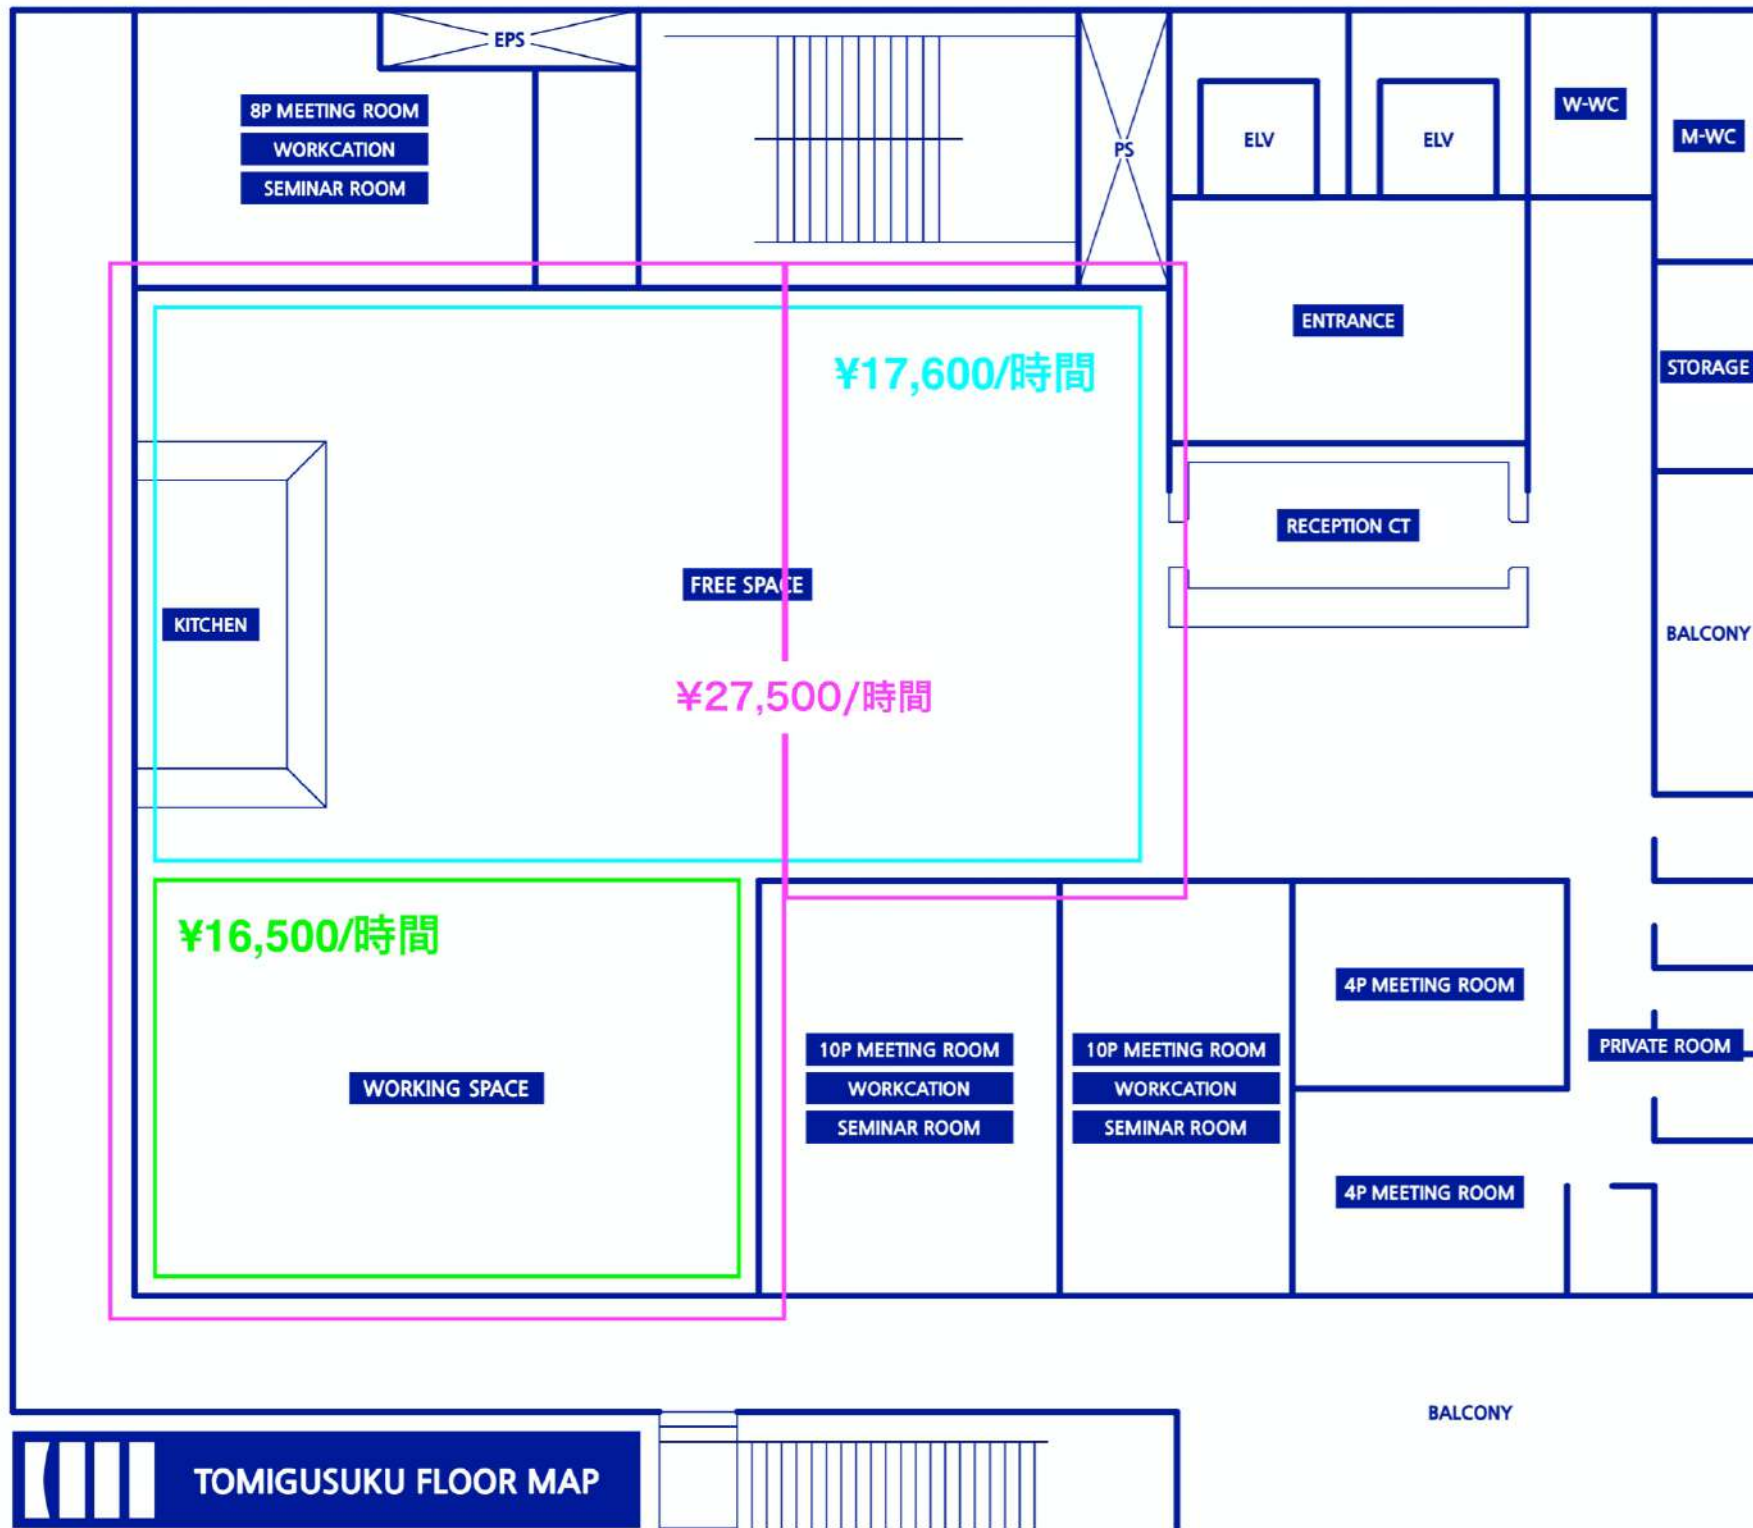 EPS
8P MEETING ROOM
WORKCATION
SEMINAR ROOM
PS
ELV
ELV
W-WC
M-WC
ENTRANCE
STORAGE
¥17,600/時間
RECEPTION CT
FREE SPACE
KITCHEN
BALCONY
¥27,500/時間
¥16,500/時間
WORKING SPACE
10P MEETING ROOM
WORKCATION
SEMINAR ROOM
10P MEETING ROOM
WORKCATION
SEMINAR ROOM
4P MEETING ROOM
PRIVATE ROOM
4P MEETING ROOM
BALCONY
TOMIGUSUKU FLOOR MAP